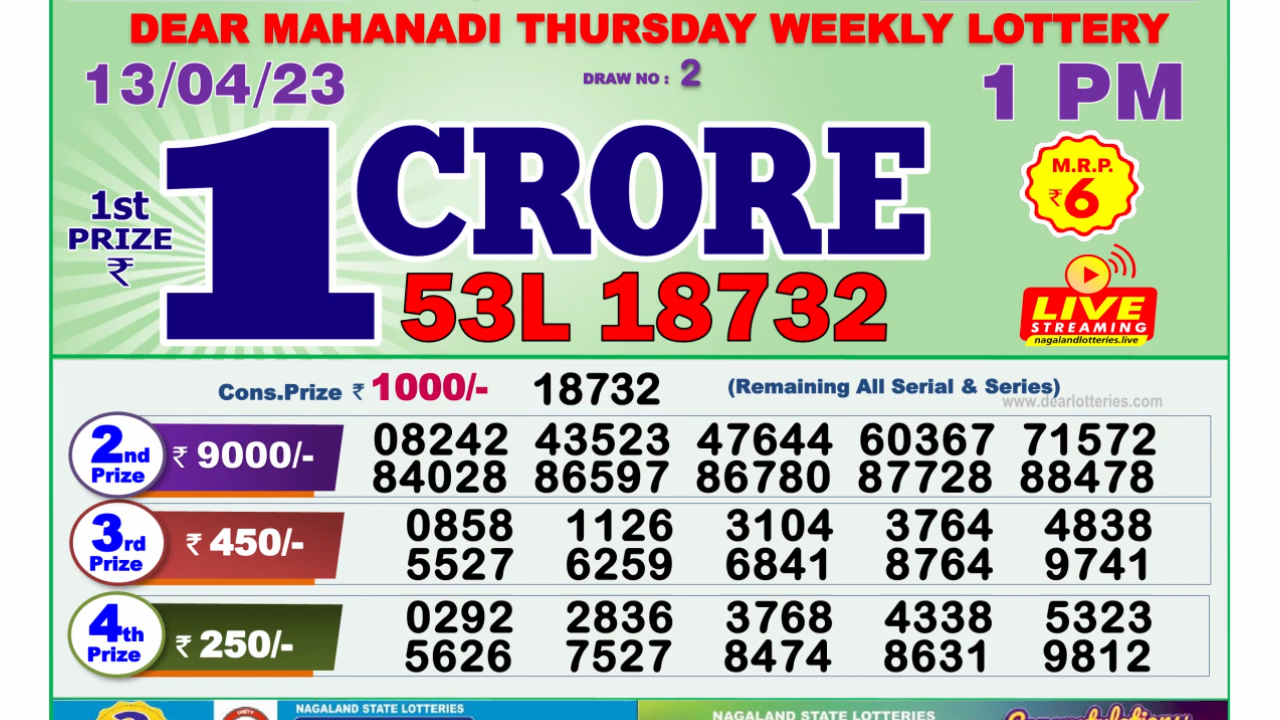 DEAR MAHANADI THURSDAY WEEKLY LOTTERY
13/04/23 DRAW NO : 2 1 PM
1st PRIZE ₹ 1 CRORE
M.R.P. ₹6
53L 18732
LIVE
STREAMING
nagalandlotteries.live
Cons.Prize ₹ 1000/- 18732 (Remaining All Serial & Series)
www.dearlotteries.com
2nd Prize ₹ 9000/-
08242 43523 47644 60367 71572
84028 86597 86780 87728 88478
3rd Prize ₹ 450/-
0858 1126 3104 3764 4838
5527 6259 6841 8764 9741
4th Prize ₹ 250/-
0292 2836 3768 4338 5323
5626 7527 8474 8631 9812
NAGALAND STATE LOTTERIES
NAGALAND STATE LOTTERIES